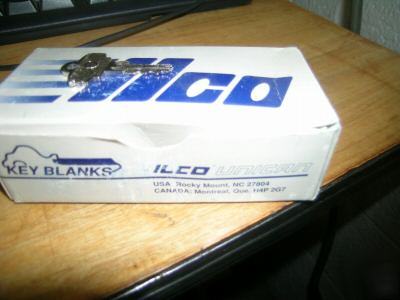 ilco
KEY BLANKS
ILCO UNICAN
USA: Rocky Mount, NC 27804
CANADA: Montreal, Que. H4P 2G7